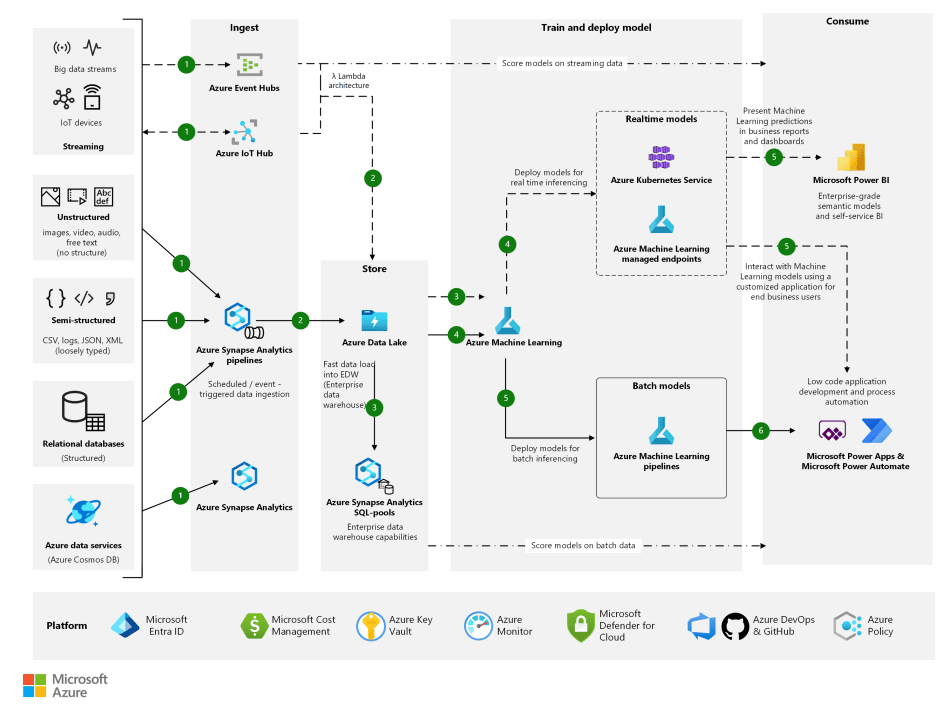 Ingest
Train and deploy model
Consume
Big data streams
IoT devices
Streaming
1
Azure Event Hubs
1
Azure IoT Hub
λ Lambda
architecture
Score models on streaming data
2
Unstructured
images, video, audio,
free text
(no structure)
1
Semi-structured
CSV, logs, JSON, XML
(loosely typed)
1
Relational databases
(Structured)
1
Azure data services
(Azure Cosmos DB)
1
Abc
def
Azure Synapse Analytics
pipelines
Scheduled / event -
triggered data ingestion
Azure Synapse Analytics
2
Store
Azure Data Lake
Fast data load
into EDW
(Enterprise
data
warehouse)
3
Azure Synapse Analytics
SQL-pools
Enterprise data
warehouse capabilities
3
4
Azure Machine Learning
4
Deploy models for
real time inferencing
5
Deploy models for
batch inferencing
Realtime models
Azure Kubernetes Service
Azure Machine Learning
managed endpoints
Batch models
Azure Machine Learning
pipelines
Score models on batch data
Present Machine
Learning predictions
in business reports
and dashboards
5
Microsoft Power BI
Enterprise-grade
semantic models
and self-service BI
5
Interact with Machine
Learning models using a
customized application for
end business users
Low code application
development and process
automation
6
Microsoft Power Apps &
Microsoft Power Automate
Platform
Microsoft
Entra ID
Microsoft Cost
Management
Azure Key
Vault
Azure
Monitor
Microsoft
Defender for
Cloud
Azure DevOps
& GitHub
Azure
Policy
Microsoft
Azure